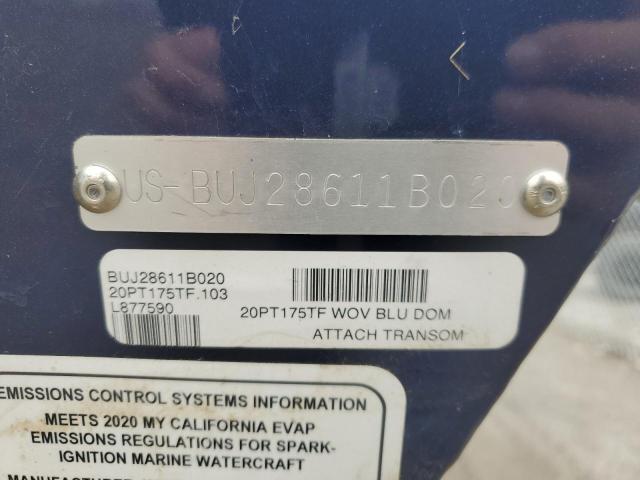 US-BUJ28611B020
BUJ28611B020
20PT175TF.103
L877590
20PT175TF WOV BLU DOM
ATTACH TRANSOM
EMISSIONS CONTROL SYSTEMS INFORMATION
MEETS 2020 MY CALIFORNIA EVAP
EMISSIONS REGULATIONS FOR SPARK-
IGNITION MARINE WATERCRAFT